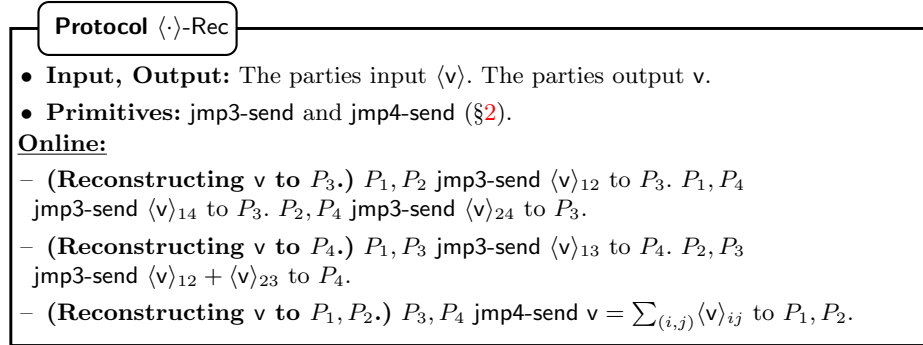 Protocol ⟨·⟩-Rec
• Input, Output: The parties input ⟨v⟩. The parties output v.
• Primitives: jmp3-send and jmp4-send (§2).
Online:
– (Reconstructing v to P₃.) P₁, P₂ jmp3-send ⟨v⟩₁₂ to P₃. P₁, P₄
jmp3-send ⟨v⟩₁₄ to P₃. P₂, P₄ jmp3-send ⟨v⟩₂₄ to P₃.
– (Reconstructing v to P₄.) P₁, P₃ jmp3-send ⟨v⟩₁₃ to P₄. P₂, P₃
jmp3-send ⟨v⟩₁₂ + ⟨v⟩₂₃ to P₄.
– (Reconstructing v to P₁, P₂.) P₃, P₄ jmp4-send v = ∑₍ᵢ,ⱼ₎⟨v⟩ᵢⱼ to P₁, P₂.